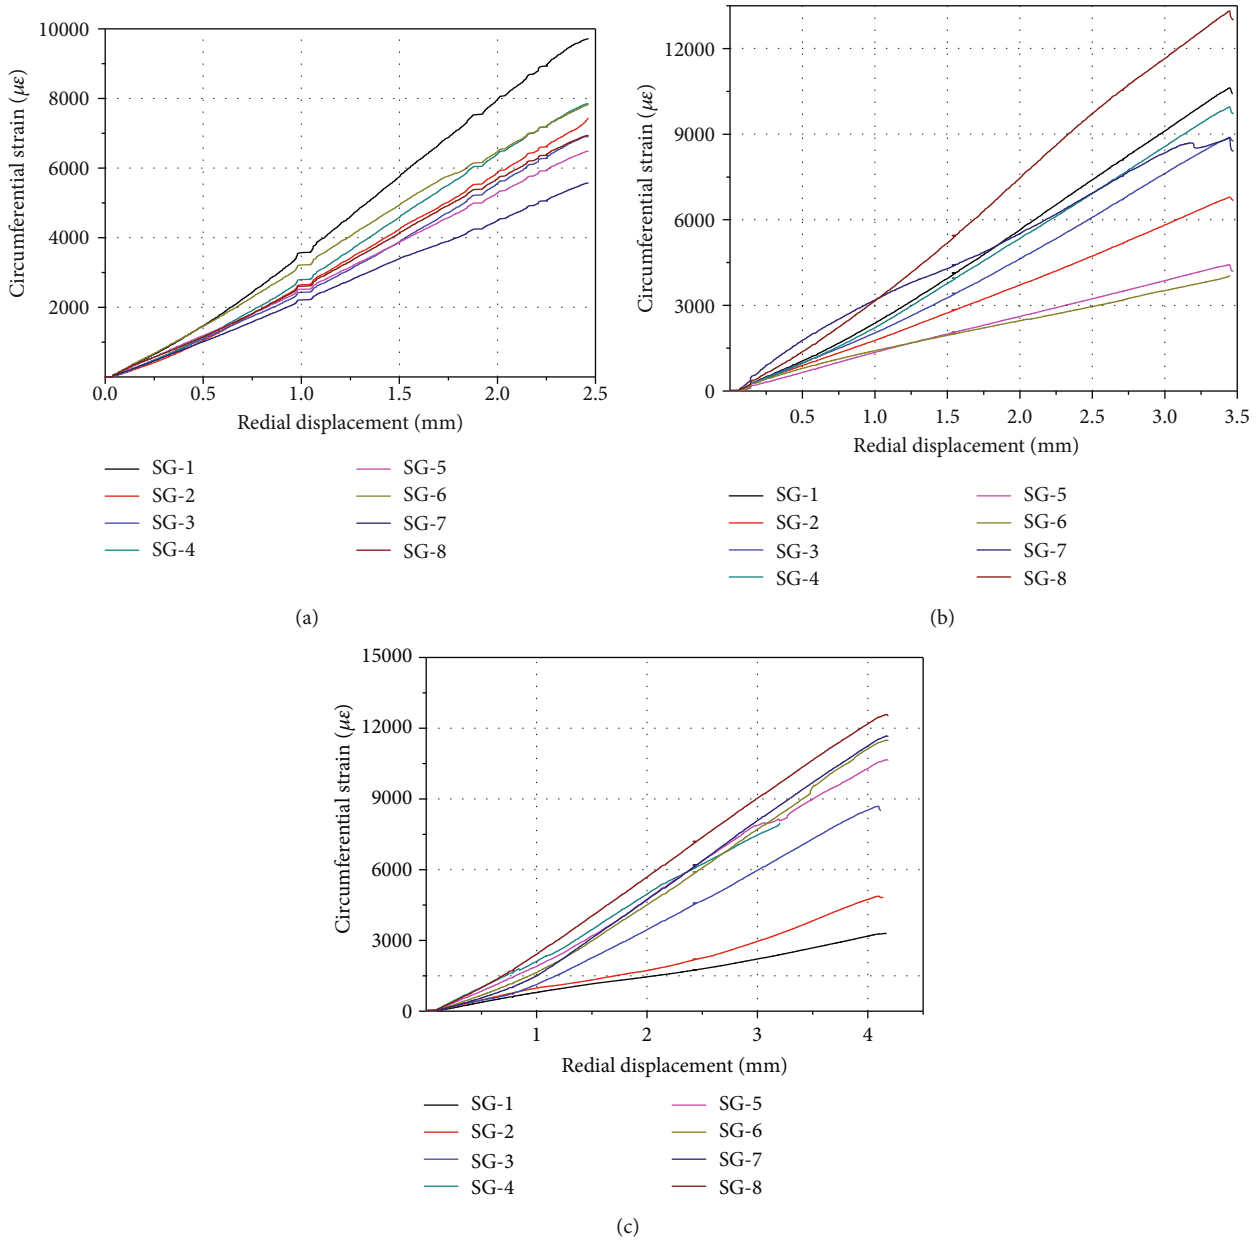 10000
8000
6000
4000
2000
Circumferential strain (με)
0.0 0.5 1.0 1.5 2.0 2.5
Redial displacement (mm)
SG-1 SG-5
SG-2 SG-6
SG-3 SG-7
SG-4 SG-8
(a)
12000
9000
6000
3000
0
Circumferential strain (με)
0.5 1.0 1.5 2.0 2.5 3.0 3.5
Redial displacement (mm)
SG-1 SG-5
SG-2 SG-6
SG-3 SG-7
SG-4 SG-8
(b)
15000
12000
9000
6000
3000
0
Circumferential strain (με)
1 2 3 4
Redial displacement (mm)
SG-1 SG-5
SG-2 SG-6
SG-3 SG-7
SG-4 SG-8
(c)